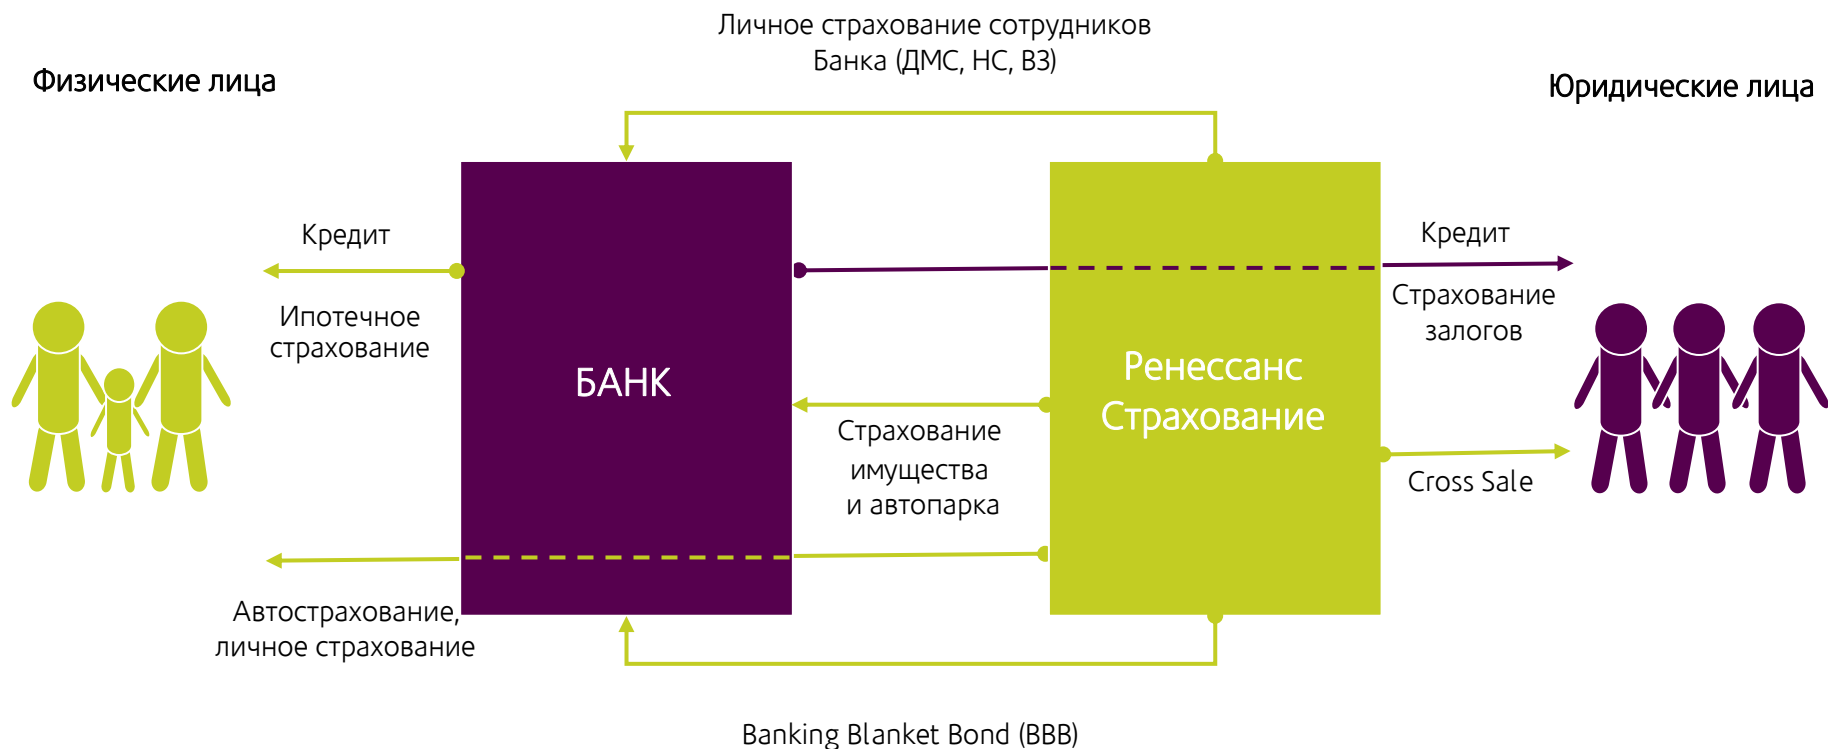 Личное страхование сотрудников
Банка (ДМС, НС, ВЗ)
Физические лица
Юридические лица
Кредит
Ипотечное
страхование
БАНК
Страхование
имущества
и автопарка
Ренессанс
Страхование
Кредит
Страхование
залогов
Cross Sale
Автострахование,
личное страхование
Banking Blanket Bond (BBB)